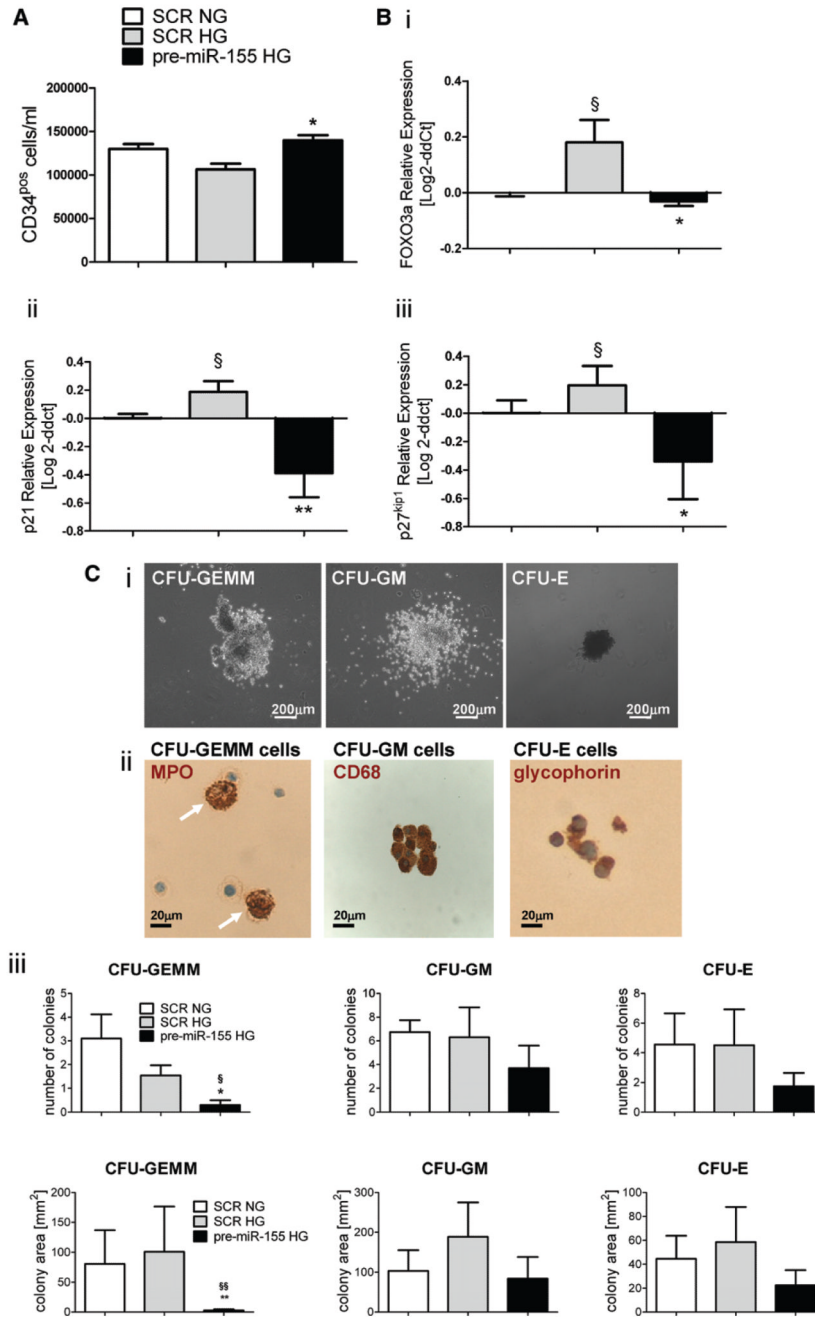 A
SCR NG
SCR HG
pre-miR-155 HG
CD34pos cells/ml
200000
150000
100000
50000
0
*
B i
FOXO3a Relative Expression
[Log2-ddCt]
0.4
0.2
0.0
-0.2
§
*
ii
p21 Relative Expression
[Log 2-ddct]
0.4
0.2
-0.0
-0.2
-0.4
-0.6
-0.8
§
**
iii
p27kip1 Relative Expression
[Log 2-ddct]
0.4
0.2
-0.0
-0.2
-0.4
-0.6
-0.8
§
*
C i
CFU-GEMM
200μm
CFU-GM
200μm
CFU-E
200μm
ii
CFU-GEMM cells
MPO
20μm
CFU-GM cells
CD68
20μm
CFU-E cells
glycophorin
20μm
iii
CFU-GEMM
number of colonies
5
4
3
2
1
0
SCR NG
SCR HG
pre-miR-155 HG
§
*
CFU-GM
number of colonies
10
8
6
4
2
0
CFU-E
number of colonies
8
6
4
2
0
CFU-GEMM
colony area [mm2]
200
150
100
50
0
SCR NG
SCR HG
pre-miR-155 HG
§§
**
CFU-GM
colony area [mm2]
300
200
100
0
CFU-E
colony area [mm2]
100
80
60
40
20
0